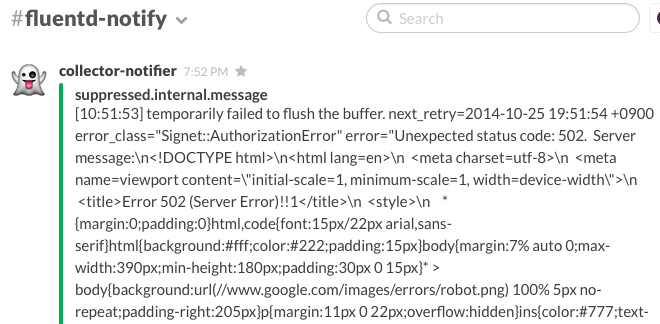 #fluentd-notify
Search
collector-notifier 7:52 PM
suppressed.internal.message
[10:51:53] temporarily failed to flush the buffer. next_retry=2014-10-25 19:51:54 +0900
error_class="Signet::AuthorizationError" error="Unexpected status code: 502.  Server
message:\n<!DOCTYPE html>\n<html lang=en>\n  <meta charset=utf-8>\n  <meta
name=viewport content=\"initial-scale=1, minimum-scale=1, width=device-width\">\n
<title>Error 502 (Server Error)!!1</title>\n  <style>\n    *
{margin:0;padding:0}html,code{font:15px/22px arial,sans-
serif}html{background:#fff;color:#222;padding:15px}body{margin:7% auto 0;max-
width:390px;min-height:180px;padding:30px 0 15px}* >
body{background:url(//www.google.com/images/errors/robot.png) 100% 5px no-
repeat;padding-right:205px}p{margin:11px 0 22px;overflow:hidden}ins{color:#777;text-